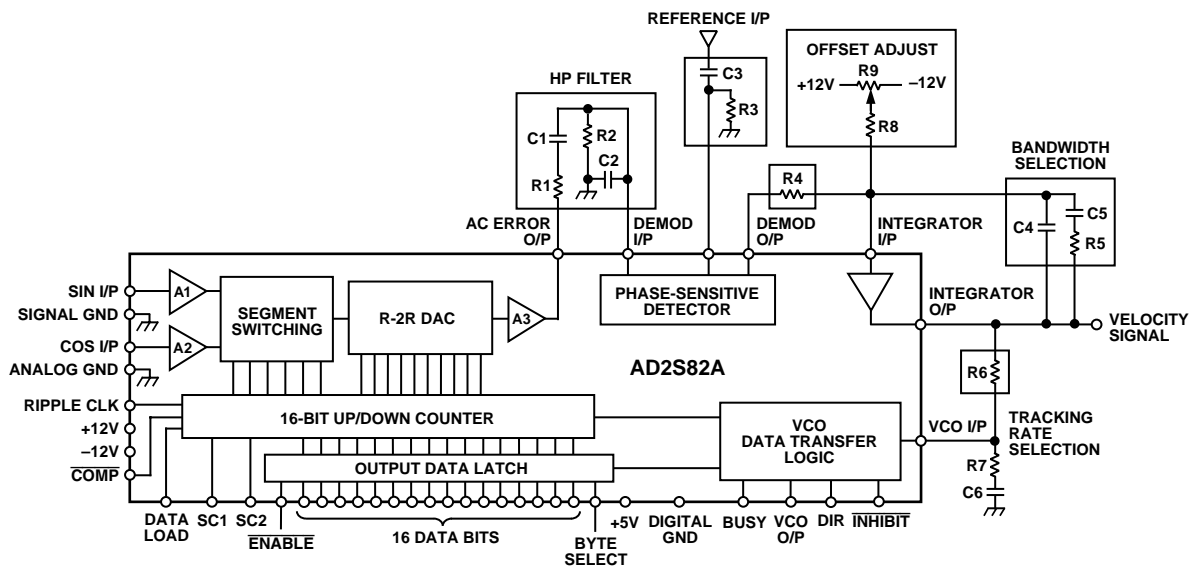 REFERENCE I/P
OFFSET ADJUST
R9
+12V
–12V
R8
HP FILTER
C3
R3
C1
R2
C2
R1
BANDWIDTH
SELECTION
R4
C4
C5
R5
AC ERROR
O/P
DEMOD
I/P
DEMOD
O/P
INTEGRATOR
I/P
SIN I/P
A1
SIGNAL GND
COS I/P
A2
ANALOG GND
SEGMENT
SWITCHING
R-2R DAC
A3
PHASE-SENSITIVE
DETECTOR
INTEGRATOR
O/P
VELOCITY
SIGNAL
AD2S82A
R6
RIPPLE CLK
+12V
–12V
COMP
16-BIT UP/DOWN COUNTER
OUTPUT DATA LATCH
VCO
DATA TRANSFER
LOGIC
VCO I/P
TRACKING
RATE
SELECTION
R7
C6
DATA
LOAD
SC1
SC2
ENABLE
16 DATA BITS
BYTE
SELECT
+5V
DIGITAL
GND
BUSY
VCO
O/P
DIR
INHIBIT